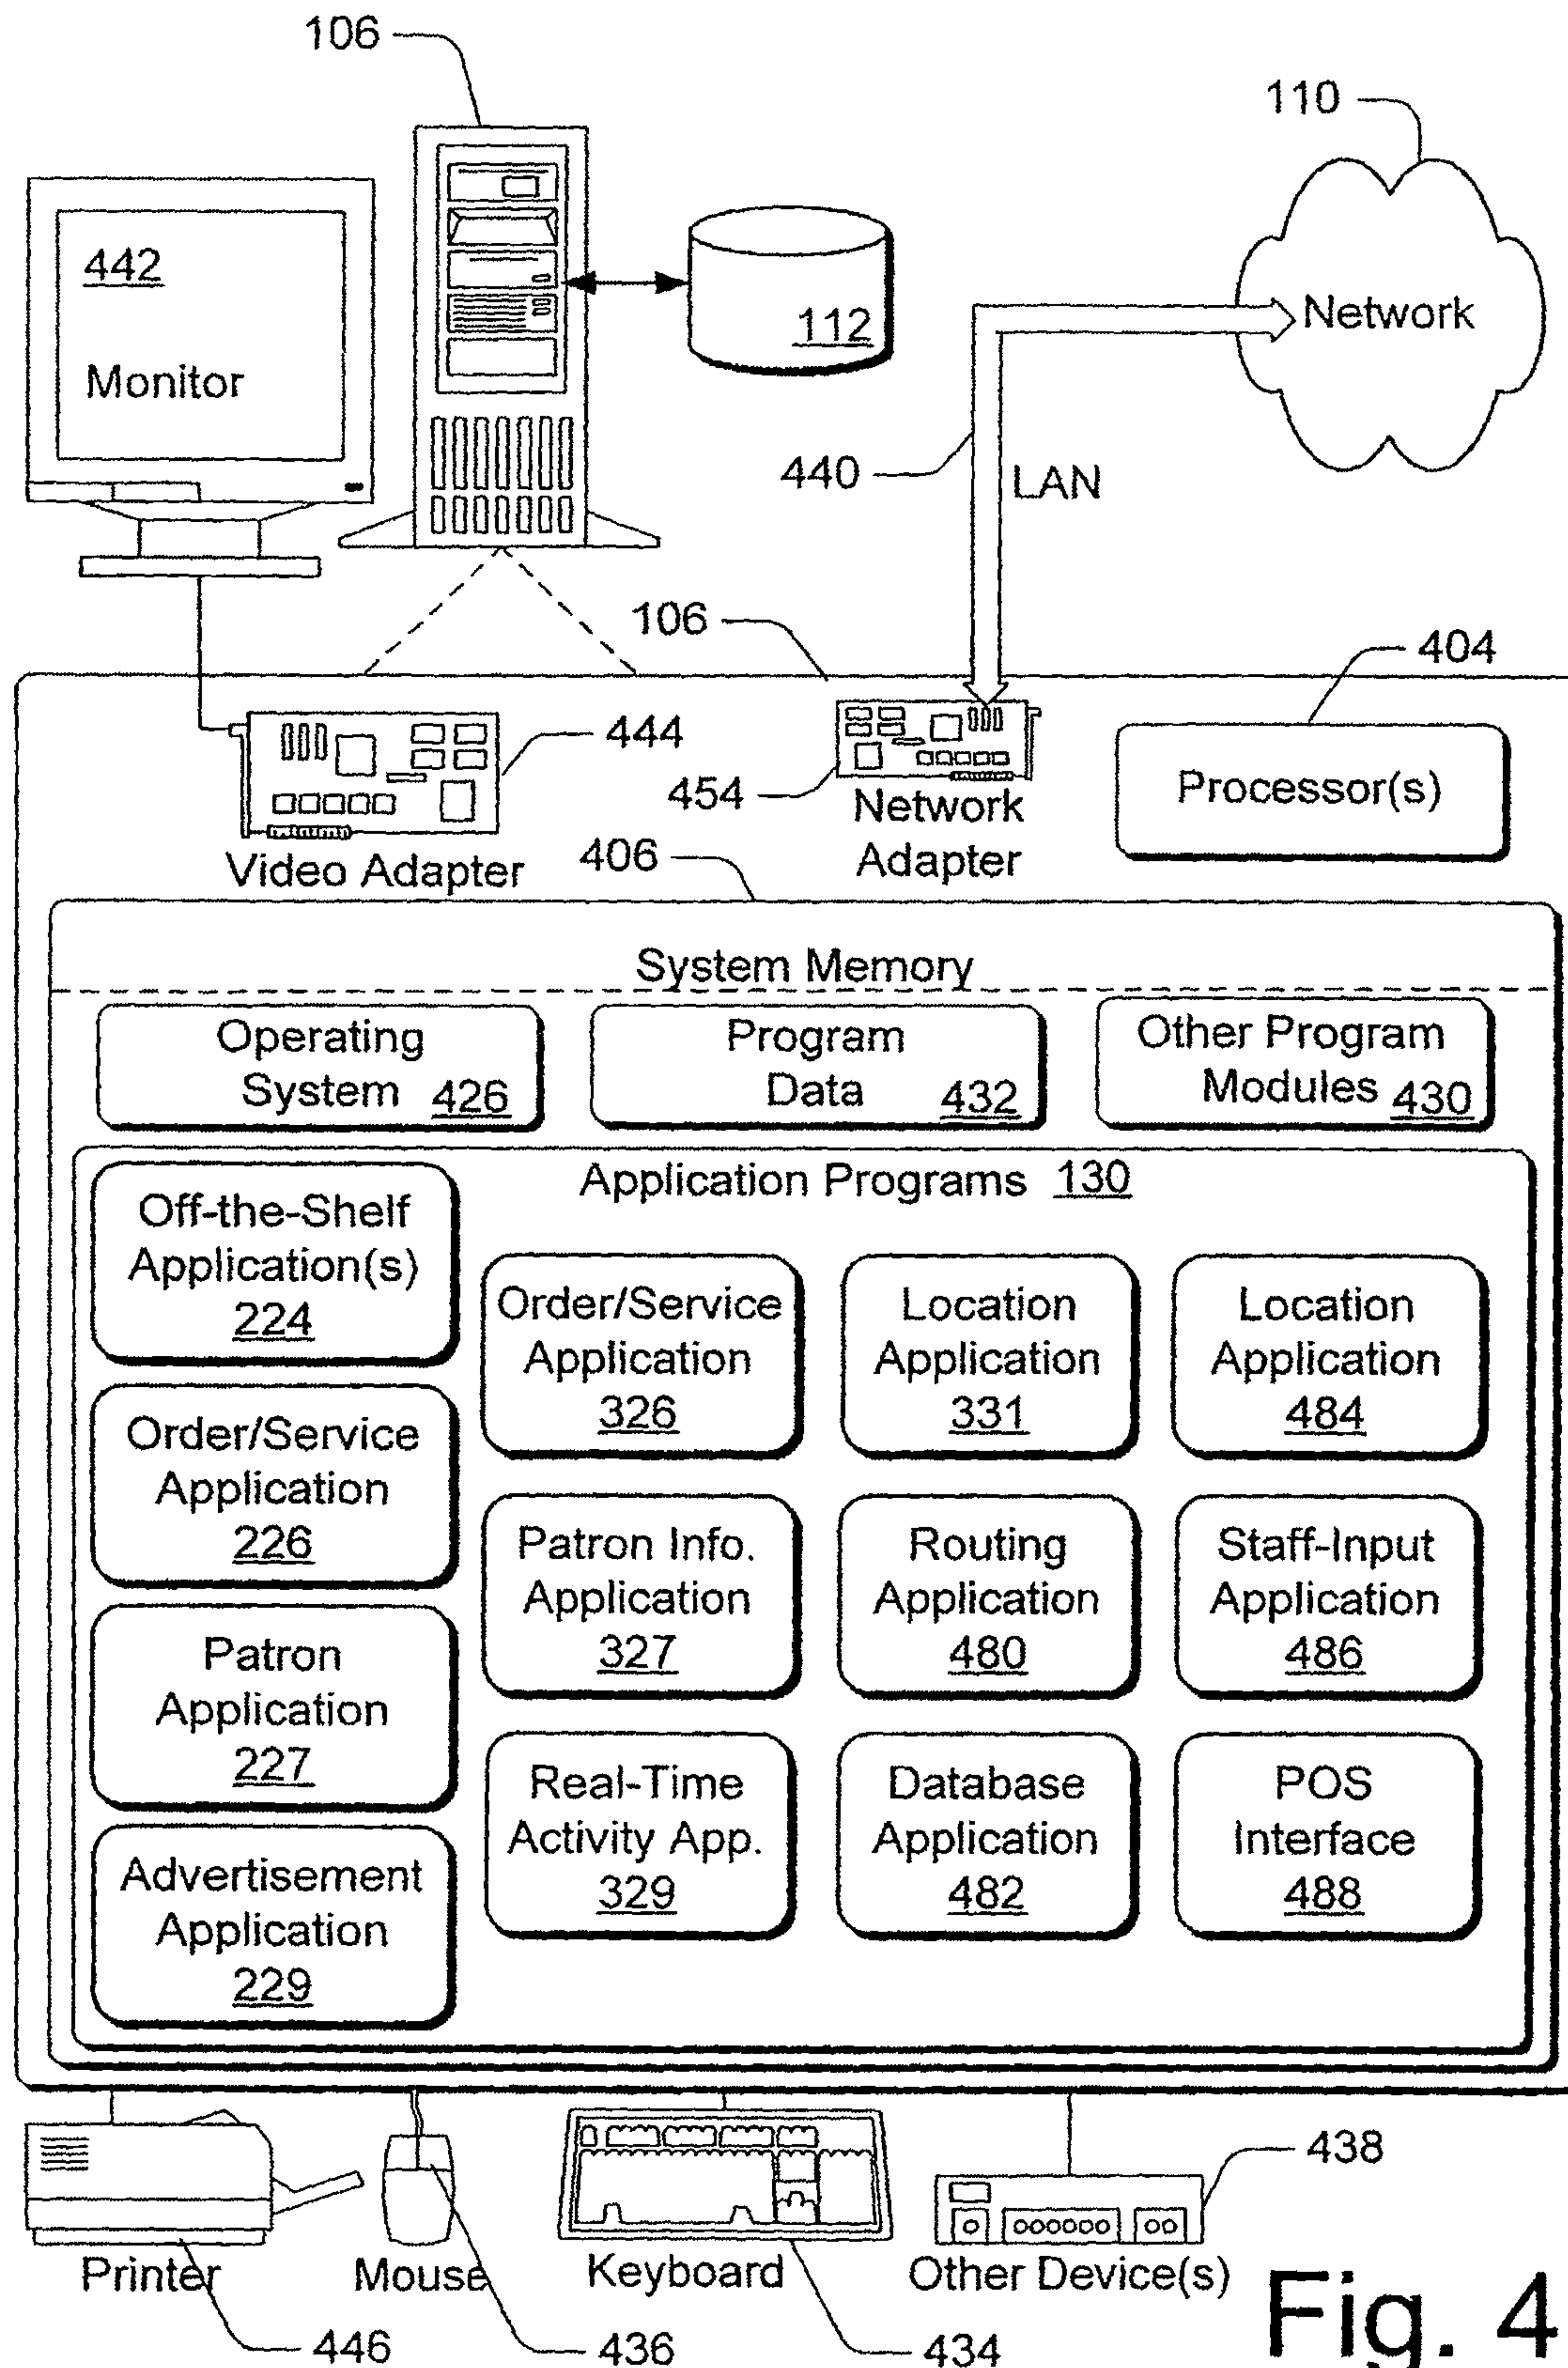 106
110
442
Monitor
112
Network
440
LAN
106
404
444
454
Network
Adapter
Processor(s)
Video Adapter
406
System Memory
Operating
System 426
Program
Data 432
Other Program
Modules 430
Application Programs 130
Off-the-Shelf
Application(s)
224
Order/Service
Application
226
Patron
Application
227
Advertisement
Application
229
Order/Service
Application
326
Location
Application
331
Location
Application
484
Patron Info.
Application
327
Routing
Application
480
Staff-Input
Application
486
Real-Time
Activity App.
329
Database
Application
482
POS
Interface
488
438
Printer
Mouse
Keyboard
Other Device(s)
446
436
434
Fig. 4